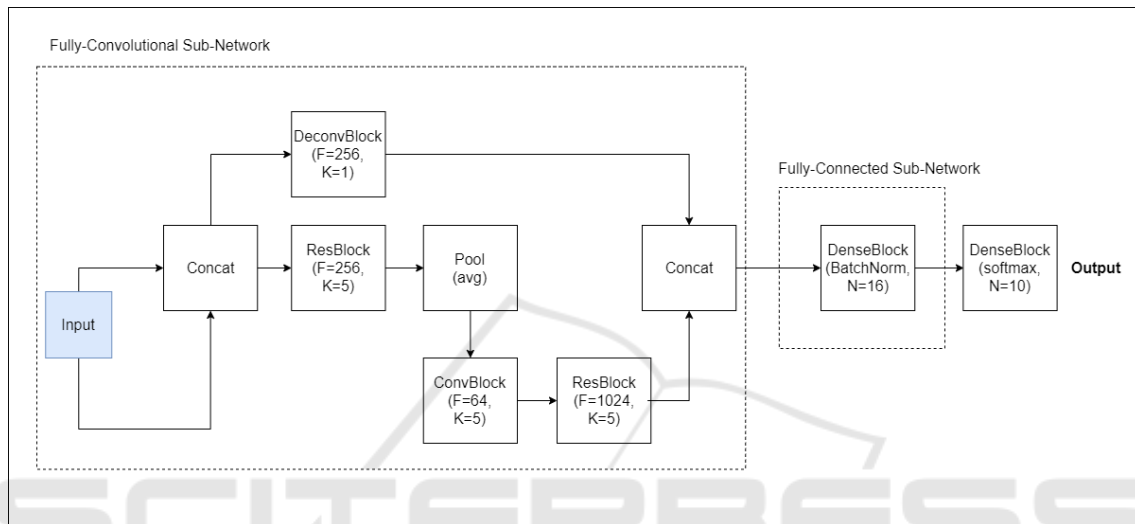 Fully-Convolutional Sub-Network
DeconvBlock
(F=256,
K=1)
Fully-Connected Sub-Network
Concat
ResBlock
(F=256,
K=5)
Pool
(avg)
Concat
DenseBlock
(BatchNorm,
N=16)
DenseBlock
(softmax,
N=10)
Output
Input
ConvBlock
(F=64,
K=5)
ResBlock
(F=1024,
K=5)
SCITEPRESS